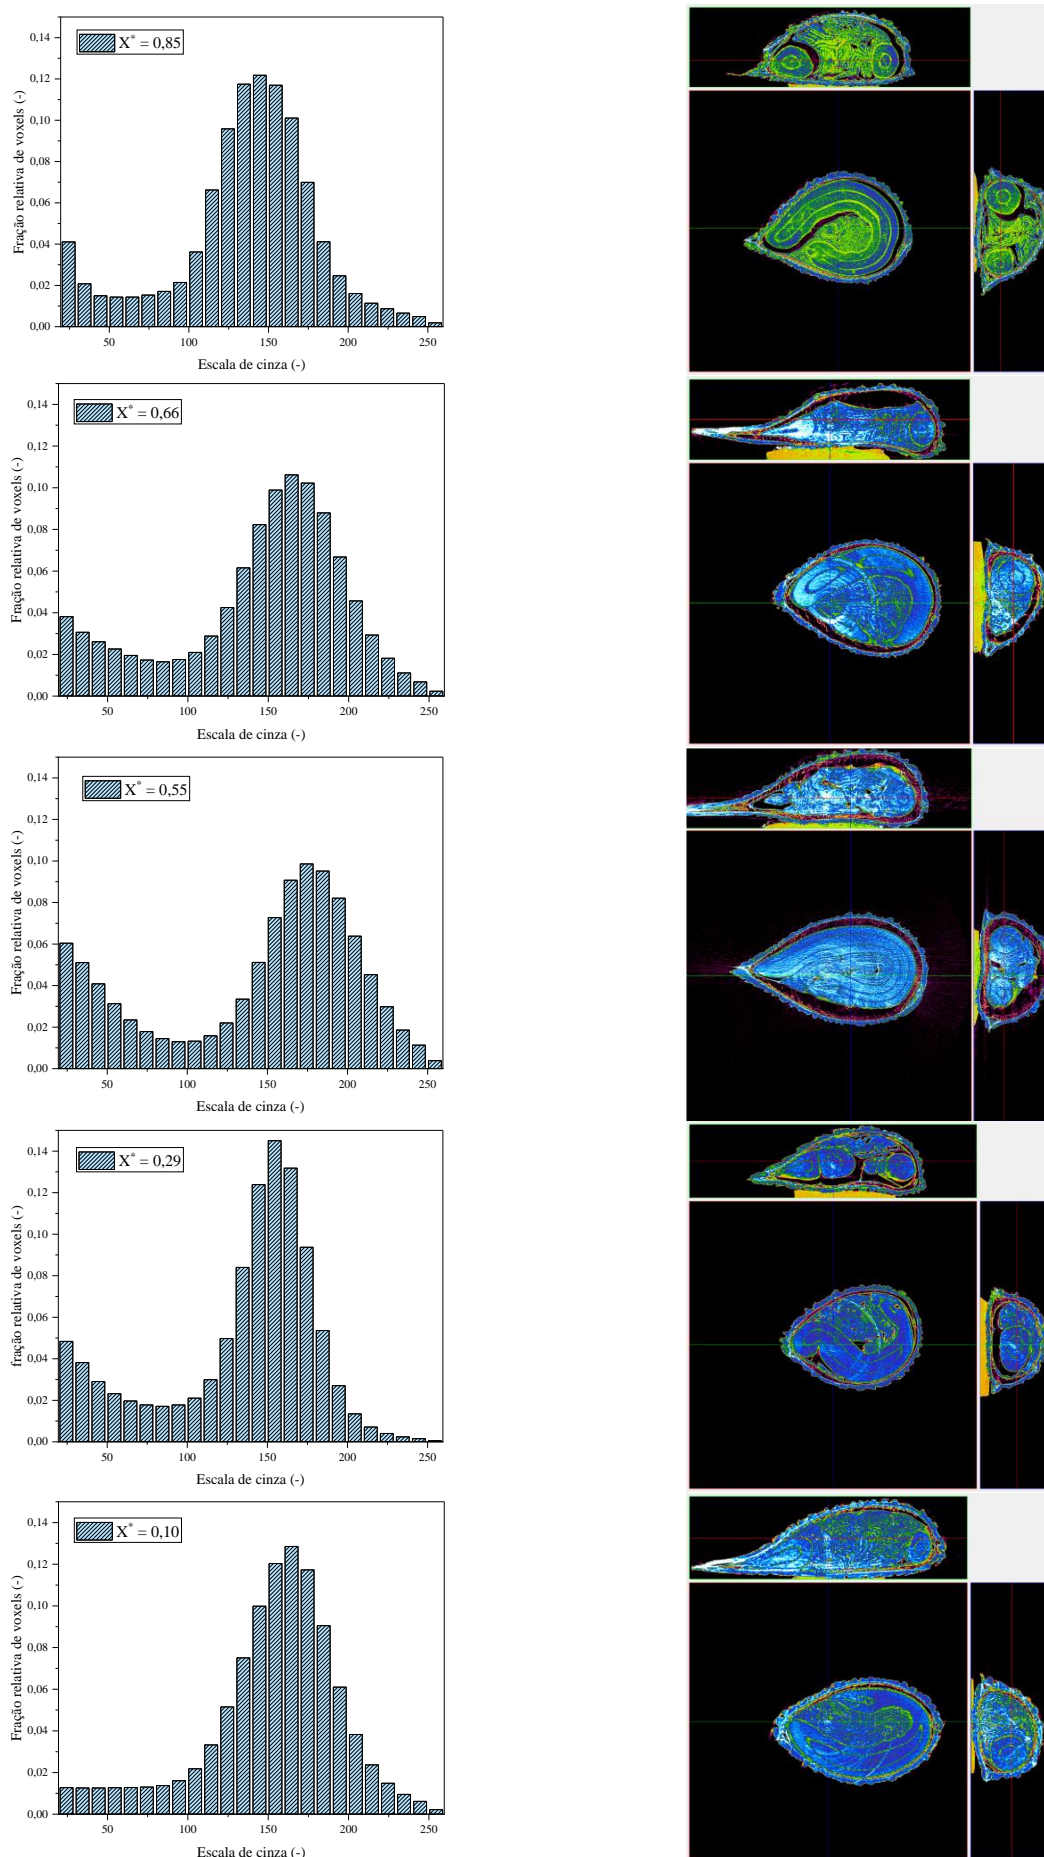 0,14
X* = 0,85
0,12
0,10
0,08
0,06
0,04
0,02
0,00
Fração relativa de voxels (-)
50 100 150 200 250
Escala de cinza (-)
0,14
X* = 0,66
0,12
0,10
0,08
0,06
0,04
0,02
0,00
Fração relativa de voxels (-)
50 100 150 200 250
Escala de cinza (-)
0,14
X* = 0,55
0,12
0,10
0,08
0,06
0,04
0,02
0,00
Fração relativa de voxels (-)
50 100 150 200 250
Escala de cinza (-)
0,14
X* = 0,29
0,12
0,10
0,08
0,06
0,04
0,02
0,00
fração relativa de voxels (-)
50 100 150 200 250
Escala de cinza (-)
0,14
X* = 0,10
0,12
0,10
0,08
0,06
0,04
0,02
0,00
Fração relativa de voxels (-)
50 100 150 200 250
Escala de cinza (-)